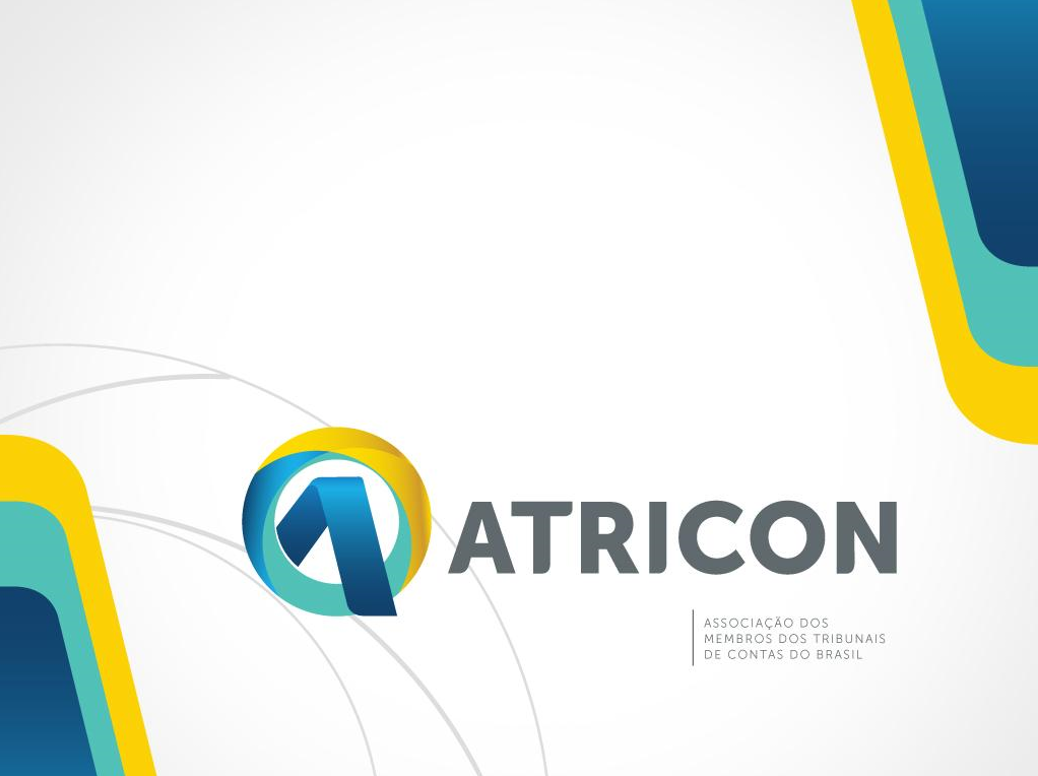 ATRICON
ASSOCIAÇÃO DOS
MEMBROS DOS TRIBUNAIS
DE CONTAS DO BRASIL